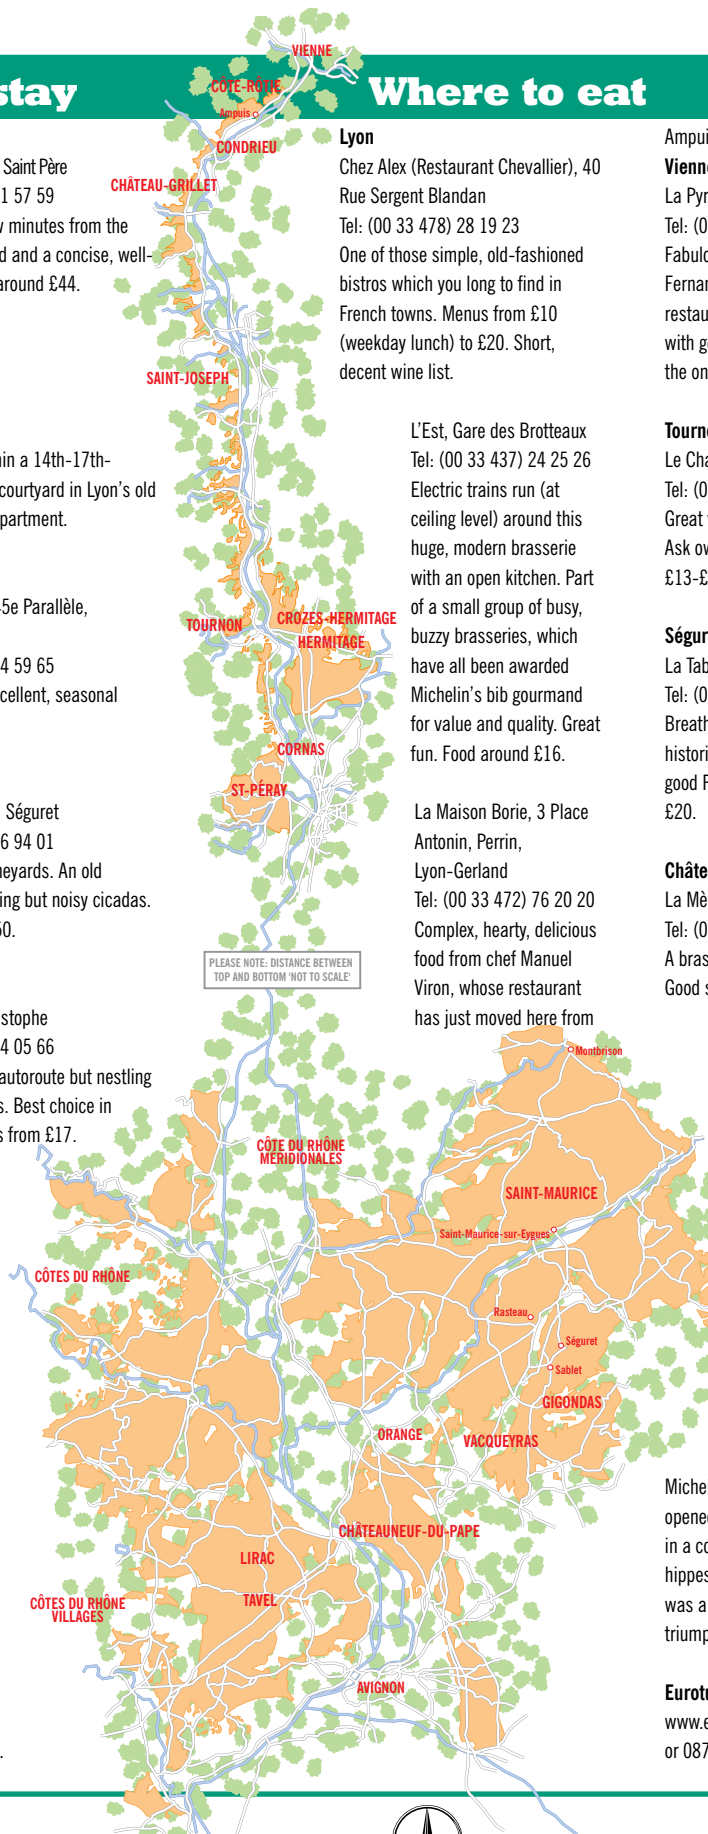 stay
Where to eat
Saint Père
1 57 59
minutes from the
d and a concise, well-
around £44.
in a 14th-17th-
courtyard in Lyon's old
partment.
5e Parallèle,
4 59 65
cellent, seasonal
Séguret
6 94 01
neyards. An old
ing but noisy cicadas.
50.
stophe
4 05 66
autoroute but nestling
s. Best choice in
s from £17.
Lyon
Chez Alex (Restaurant Chevallier), 40
Rue Sergent Blandan
Tel: (00 33 478) 28 19 23
One of those simple, old-fashioned
bistros which you long to find in
French towns. Menus from £10
(weekday lunch) to £20. Short,
decent wine list.
L'Est, Gare des Brotteaux
Tel: (00 33 437) 24 25 26
Electric trains run (at
ceiling level) around this
huge, modern brasserie
with an open kitchen. Part
of a small group of busy,
buzzy brasseries, which
have all been awarded
Michelin's bib gourmand
for value and quality. Great
fun. Food around £16.
La Maison Borie, 3 Place
Antonin, Perrin,
Lyon-Gerland
Tel: (00 33 472) 76 20 20
Complex, hearty, delicious
food from chef Manuel
Viron, whose restaurant
has just moved here from
Ampui
Vienne
La Pyr
Tel: (0
Fabulo
Fernan
restau
with g
the on
Tourno
Le Cha
Tel: (0
Great
Ask ow
£13-£
Ségur
La Tab
Tel: (0
Breath
histori
good F
£20.
Châte
La Mè
Tel: (0
A bras
Good s
Miche
opene
in a co
hippes
was a
triump
Eurotu
www.e
or 087
VIENNE
CÔTE-RÔTIE
Ampuis
CONDRIEU
CHÂTEAU-GRILLET
SAINT-JOSEPH
TOURNON
CROZES-HERMITAGE
HERMITAGE
CORNAS
ST-PÉRAY
PLEASE NOTE: DISTANCE BETWEEN
TOP AND BOTTOM 'NOT TO SCALE'
Montbrison
CÔTE DU RHÔNE
MÉRIDIONALES
SAINT-MAURICE
Saint-Maurice-sur-Eygues
CÔTES DU RHÔNE
Rasteau
Séguret
Sablet
GIGONDAS
ORANGE
VACQUEYRAS
CHÂTEAUNEUF-DU-PAPE
LIRAC
TAVEL
CÔTES DU RHÔNE
VILLAGES
AVIGNON